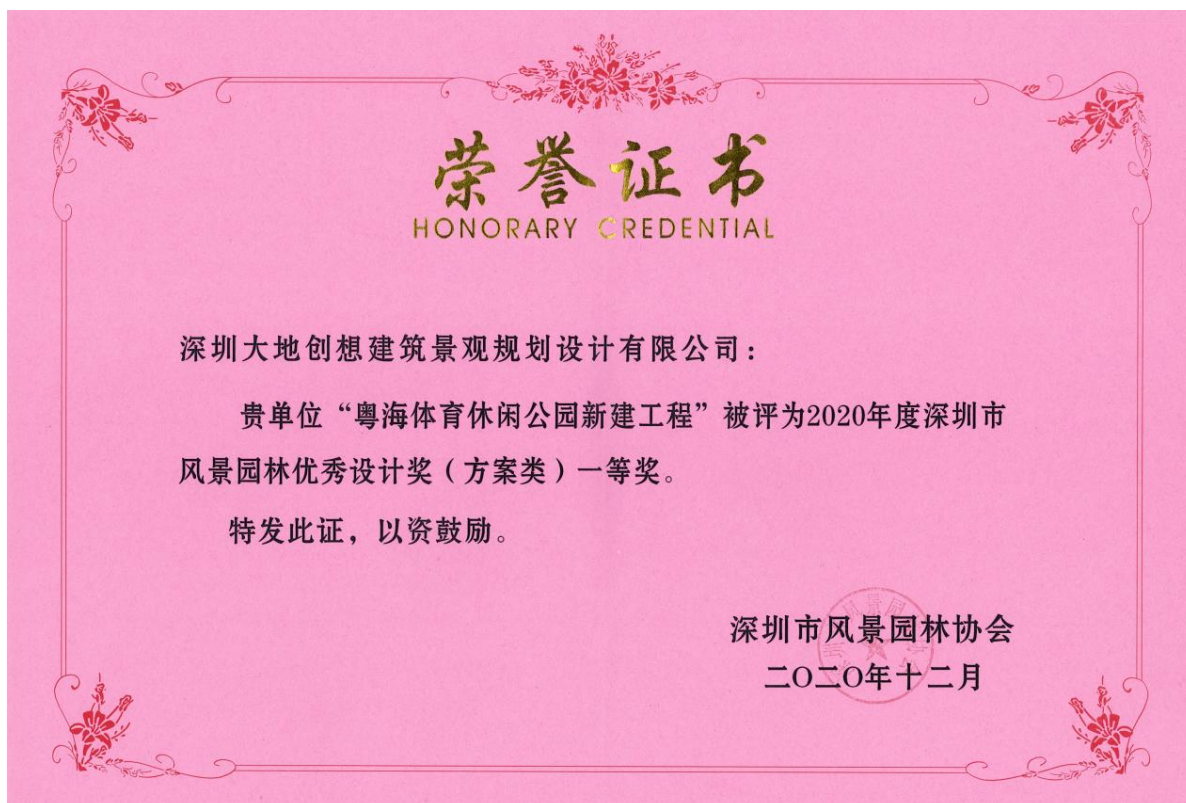 荣誉证书
HONORARY CREDENTIAL
深圳大地创想建筑景观规划设计有限公司：
贵单位“粤海体育休闲公园新建工程”被评为2020年度深圳市
风景园林优秀设计奖（方案类）一等奖。
特发此证，以资鼓励。
深圳市风景园林协会
二〇二〇年十二月